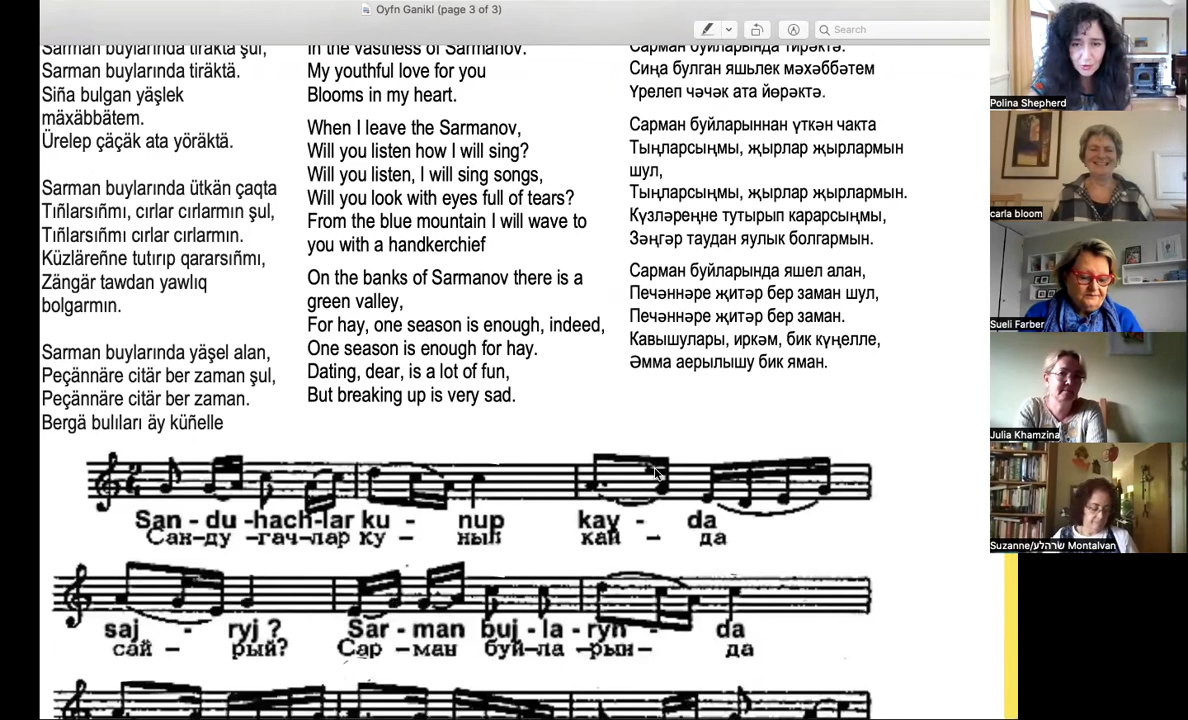 Oyfn Ganikl (page 3 of 3)
Search
Sarman buylarında tiräktä şul,
Sarman buylarında tiräktä.
Siña bulgan yäşlek
mäxäbbätem.
Ürelep çäçäk ata yöräktä.
Sarman buylarında ütkän çaqta
Tıñlarsıñmı, cırlar cırlarmın şul,
Tıñlarsıñmı cırlar cırlarmın.
Küzläreñne tutırıp qararsıñmı,
Zängär tawdan yawlıq
bolgarmın.
Sarman buylarında yäşel alan,
Peçännäre citär ber zaman şul,
Peçännäre citär ber zaman.
Bergä bulıları äy küñelle
In the vastness of Sarmanov.
My youthful love for you
Blooms in my heart.
When I leave the Sarmanov,
Will you listen how I will sing?
Will you listen, I will sing songs,
Will you look with eyes full of tears?
From the blue mountain I will wave to
you with a handkerchief
On the banks of Sarmanov there is a
green valley,
For hay, one season is enough, indeed,
One season is enough for hay.
Dating, dear, is a lot of fun,
But breaking up is very sad.
Сарман буйларында тирәктә.
Сиңа булган яшьлек мәхәббәтем
Үрелеп чәчәк ата йөрәктә.
Сарман буйларыннан үткән чакта
Тыңларсыңмы, җырлар җырлармын
шул,
Тыңларсыңмы, җырлар җырлармын.
Күзләреңне тутырып карарсыңмы,
Зәңгәр таудан яулык болгармын.
Сарман буйларында яшел алан,
Печәннәре җитәр бер заман шул,
Печәннәре җитәр бер заман.
Кавышулары, иркәм, бик күңелле,
Әмма аерылышу бик яман.
San - du - hach - lar ku - nup kay - da
Сан-ду -гач-лар ку - нып кай - да
saj - ryj ? Sar - man buj - la - ryn - da
сай - рый? Сар -ман буй-ла -рын- да
Polina Shepherd
carla bloom
Sueli Farber
Julia Khamzina
Suzanne/שׂרהלע Montalvan